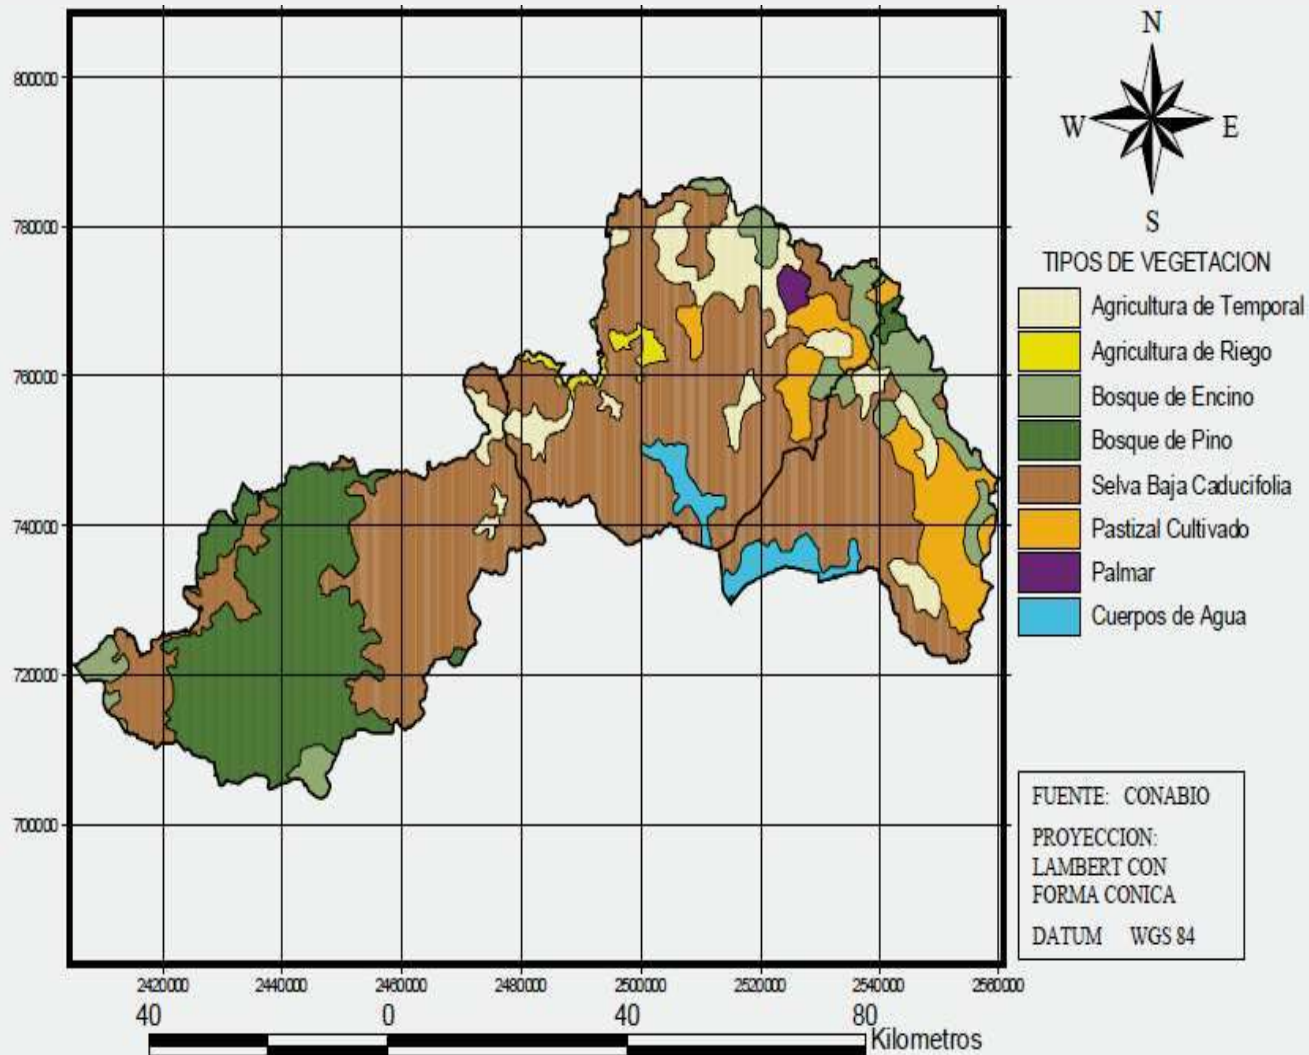 N
W
E
S
TIPOS DE VEGETACION
Agricultura de Temporal
Agricultura de Riego
Bosque de Encino
Bosque de Pino
Selva Baja Caducifolia
Pastizal Cultivado
Palmar
Cuerpos de Agua
FUENTE: CONABIO
PROYECCION:
LAMBERT CON
FORMA CONICA
DATUM WGS 84
800000
780000
760000
740000
720000
700000
2420000 2440000 2460000 2480000 2500000 2520000 2540000 2560000
40 0 40 80
Kilometros